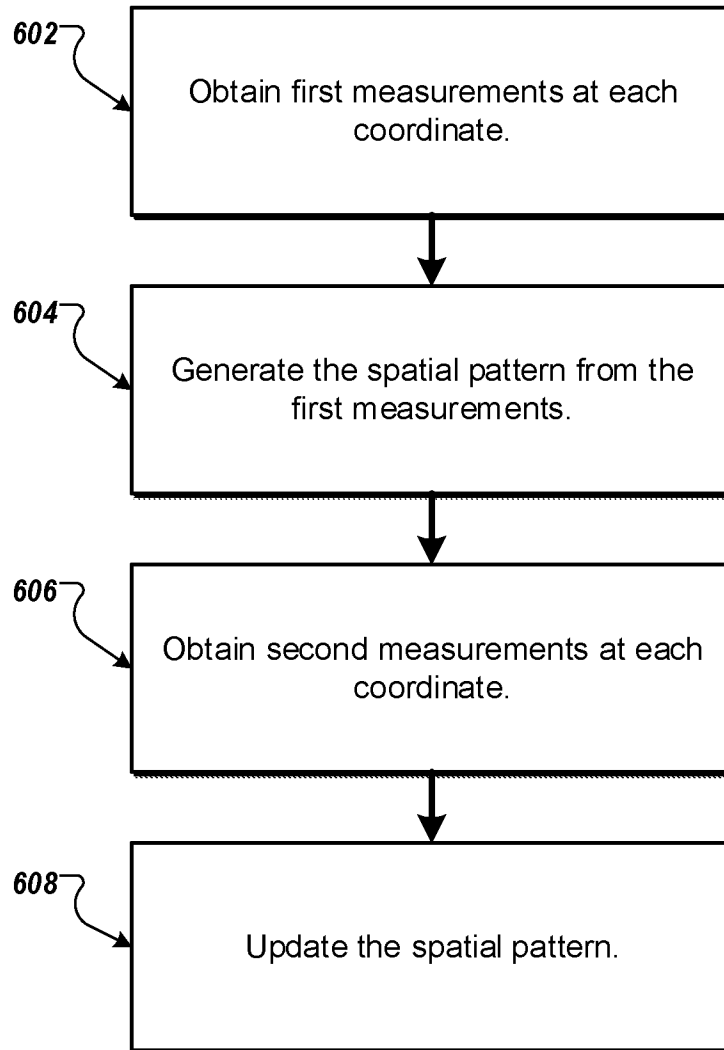 602
Obtain first measurements at each
coordinate.
604
Generate the spatial pattern from the
first measurements.
606
Obtain second measurements at each
coordinate.
608
Update the spatial pattern.